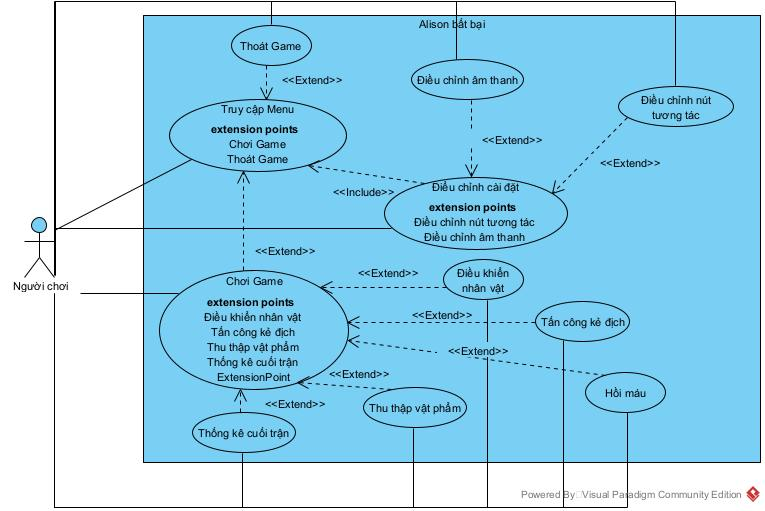 Alison bất bại
Thoát Game
<<Extend>>
Điều chỉnh âm thanh
Điều chỉnh nút
tương tác
Truy cập Menu
extension points
Chơi Game
Thoát Game
<<Extend>>
<<Extend>>
<<Include>>
Điều chỉnh cài đặt
extension points
Điều chỉnh nút tương tác
Điều chỉnh âm thanh
<<Extend>>
Người chơi
Chơi Game
extension points
Điều khiển nhân vật
Tấn công kẻ địch
Thu thập vật phẩm
Thống kê cuối trận
ExtensionPoint
<<Extend>>
Điều khiển
nhân vật
<<Extend>>
Tấn công kẻ địch
<<Extend>>
<<Extend>>
Hồi máu
<<Extend>>
Thu thập vật phẩm
Thống kê cuối trận
Powered By Visual Paradigm Community Edition